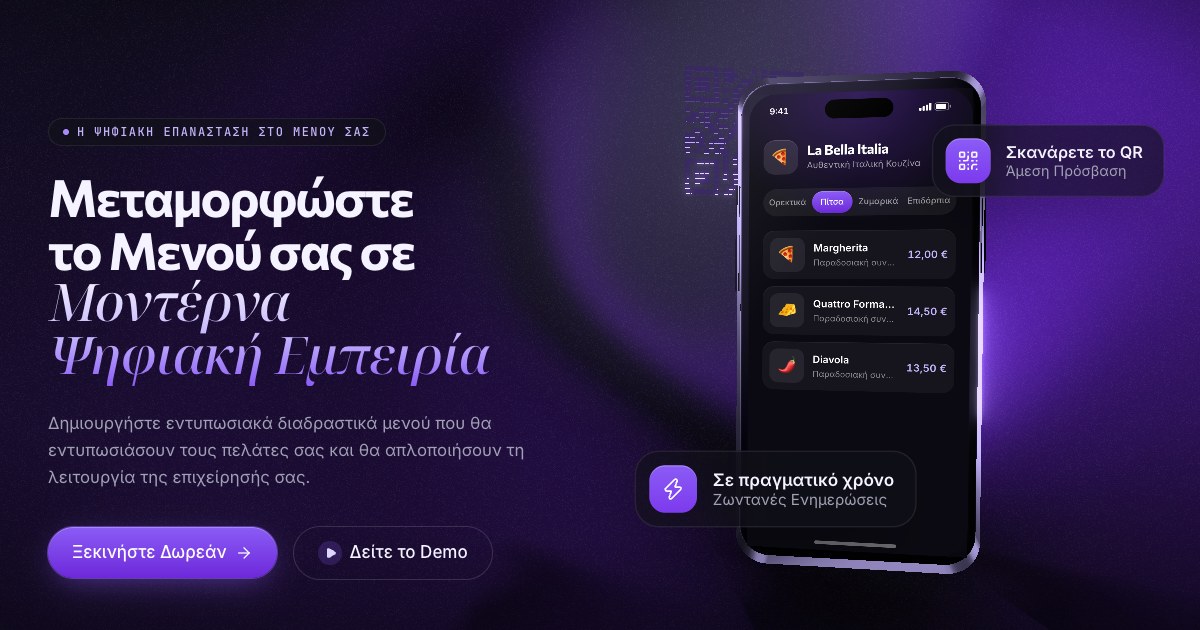 Η ΨΗΦΙΑΚΗ ΕΠΑΝΑΣΤΑΣΗ ΣΤΟ ΜΕΝΟΥ ΣΑΣ
Μεταμορφώστε
το Μενού σας σε
Μοντέρνα
Ψηφιακή Εμπειρία
Δημιουργήστε εντυπωσιακά διαδραστικά μενού που θα
εντυπωσιάσουν τους πελάτες σας και θα απλοποιήσουν τη
λειτουργία της επιχείρησής σας.
Ξεκινήστε Δωρεάν →
Δείτε το Demo
9:41
La Bella Italia
Αυθεντική Ιταλική Κουζίνα
Ορεκτικά Πίτσα Ζυμαρικά Επιδόρπια
Margherita
Παραδοσιακή συν...
12,00 €
Quattro Forma...
Παραδοσιακή συν...
14,50 €
Diavola
Παραδοσιακή συν...
13,50 €
Σκανάρετε το QR
Άμεση Πρόσβαση
Σε πραγματικό χρόνο
Ζωντανές Ενημερώσεις